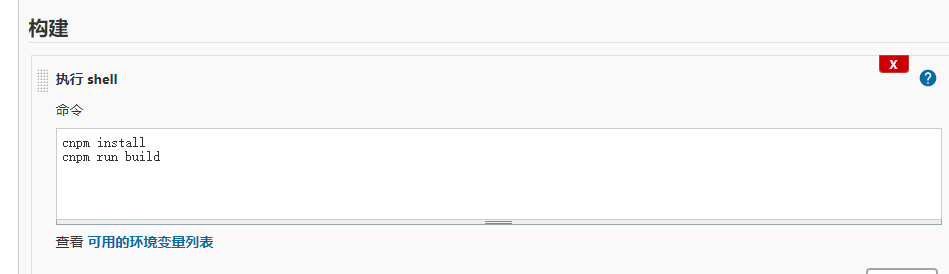 构建
X
执行 shell
命令
cnpm install
cnpm run build
查看 可用的环境变量列表